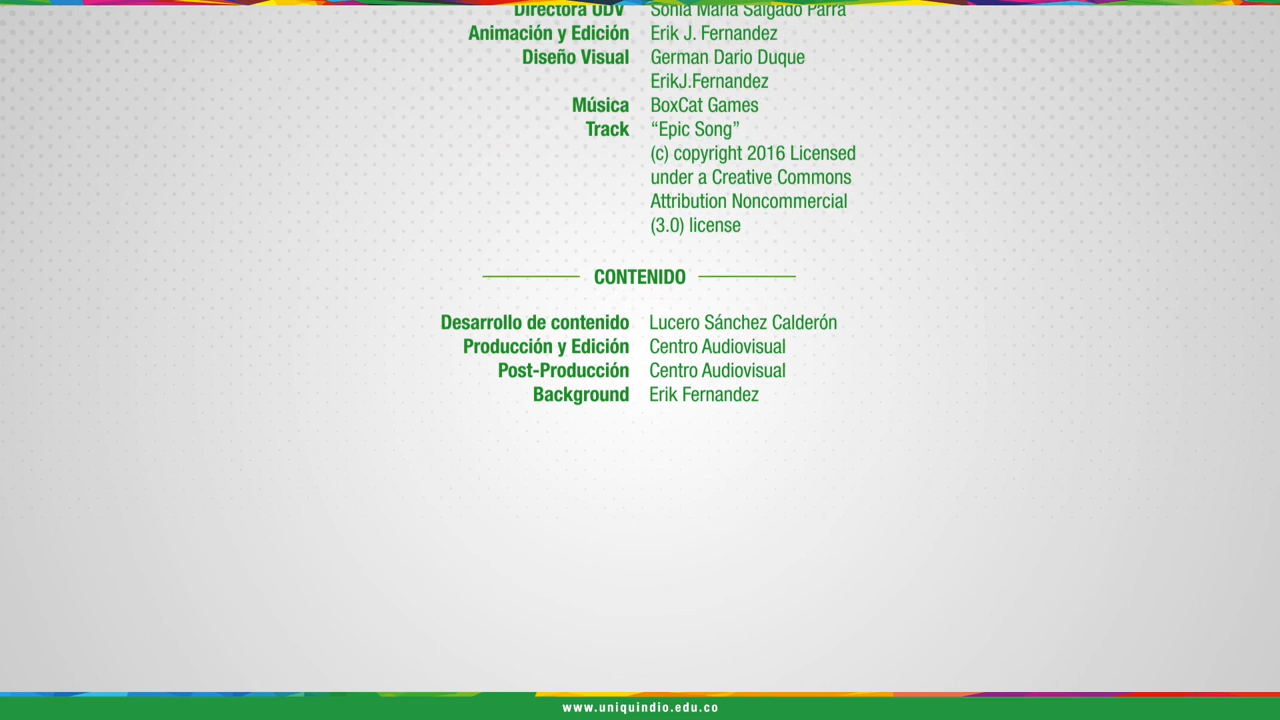 Directora UDV Sonia María Salgado Parra
Animación y Edición Erik J. Fernandez
Diseño Visual German Dario Duque
ErikJ.Fernandez
Música BoxCat Games
Track “Epic Song”
(c) copyright 2016 Licensed
under a Creative Commons
Attribution Noncommercial
(3.0) license
CONTENIDO
Desarrollo de contenido Lucero Sánchez Calderón
Producción y Edición Centro Audiovisual
Post-Producción Centro Audiovisual
Background Erik Fernandez
www.uniquindio.edu.co